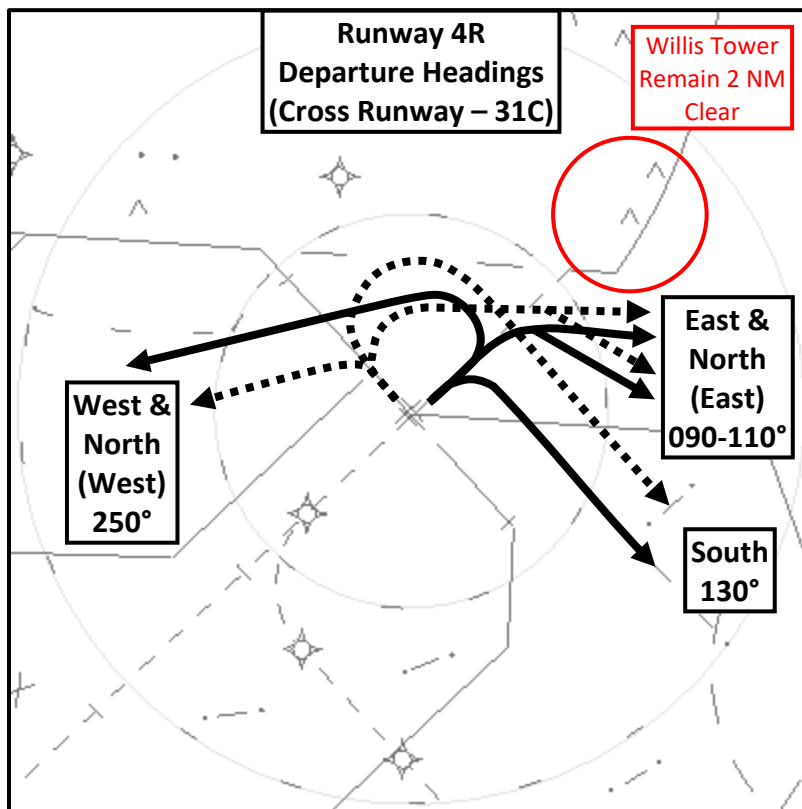 Runway 4R
Departure Headings
(Cross Runway – 31C)
Willis Tower
Remain 2 NM
Clear
East &
North
(East)
090-110°
West &
North
(West)
250°
South
130°